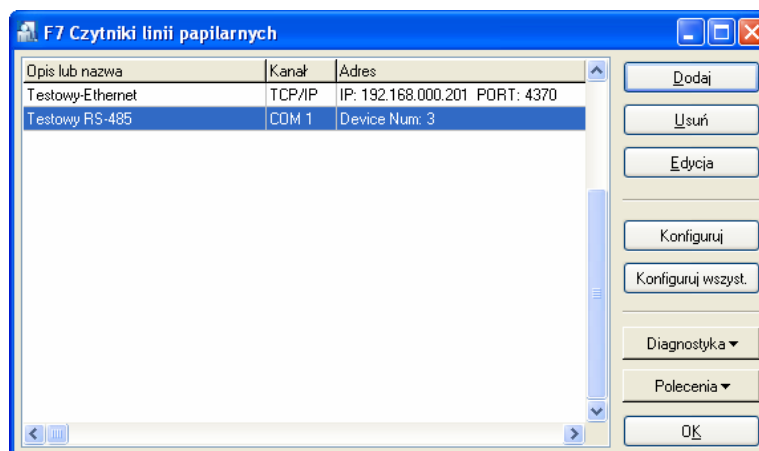 F7 Czytniki linii papilarnych
Opis lub nazwa Kanał Adres
Testowy-Ethernet TCP/IP IP: 192.168.000.201 PORT: 4370
Testowy RS-485 COM 1 Device Num: 3
Dodaj
Usuń
Edycja
Konfiguruj
Konfiguruj wszyst.
Diagnostyka
Polecenia
OK